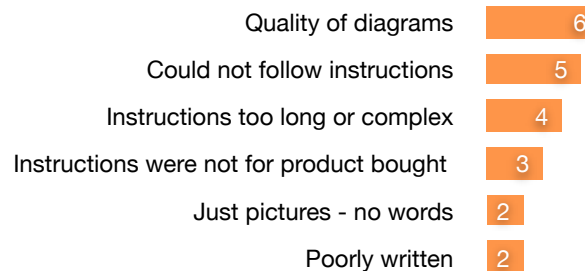 Quality of diagrams 6
Could not follow instructions 5
Instructions too long or complex 4
Instructions were not for product bought 3
Just pictures - no words 2
Poorly written 2